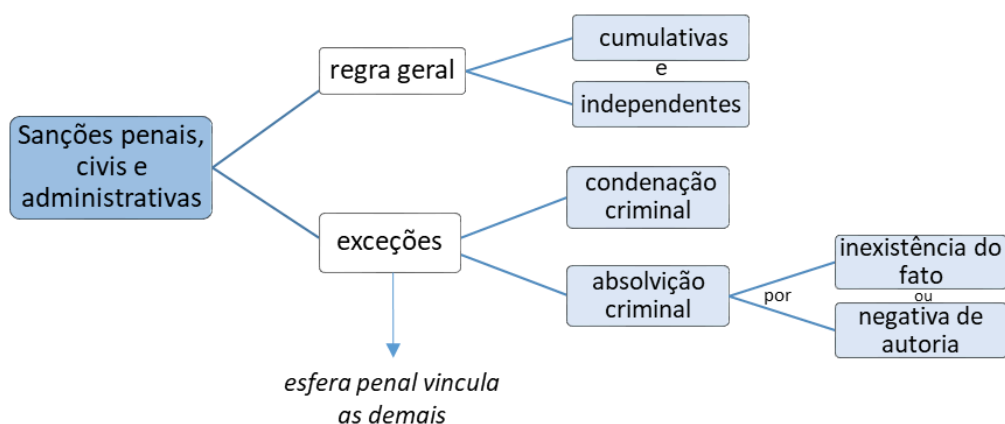 Sanções penais,
civis e
administrativas
regra geral
cumulativas
e
independentes
exceções
condenação
criminal
absolvição
criminal
por
inexistência do
fato
ou
negativa de
autoria
esfera penal vincula
as demais